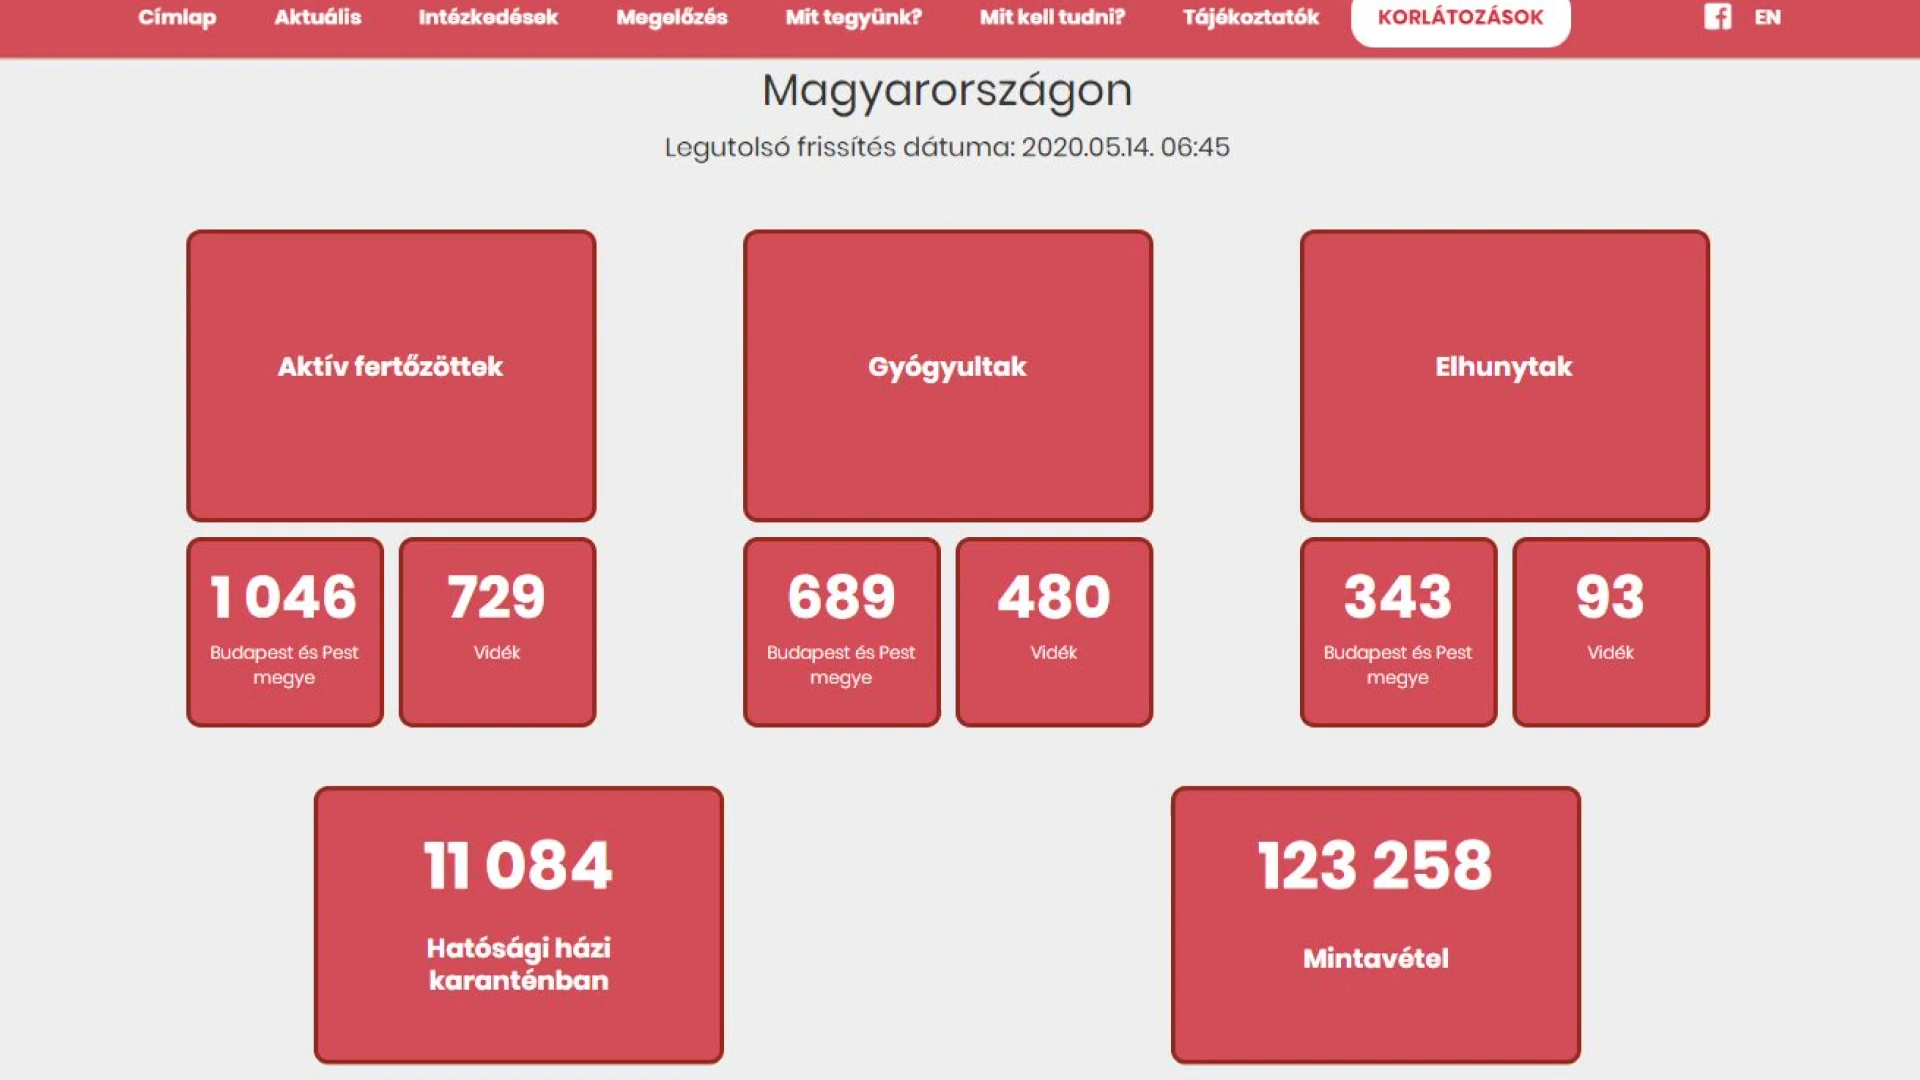 Címlap Aktuális Intézkedések Megelőzés Mit tegyünk? Mit kell tudni? Tájékoztatók KORLÁTOZÁSOK EN
Magyarországon
Legutolsó frissítés dátuma: 2020.05.14. 06:45
Aktív fertőzöttek
Gyógyultak
Elhunytak
1 046
Budapest és Pest
megye
729
Vidék
689
Budapest és Pest
megye
480
Vidék
343
Budapest és Pest
megye
93
Vidék
11 084
Hatósági házi
karanténban
123 258
Mintavétel